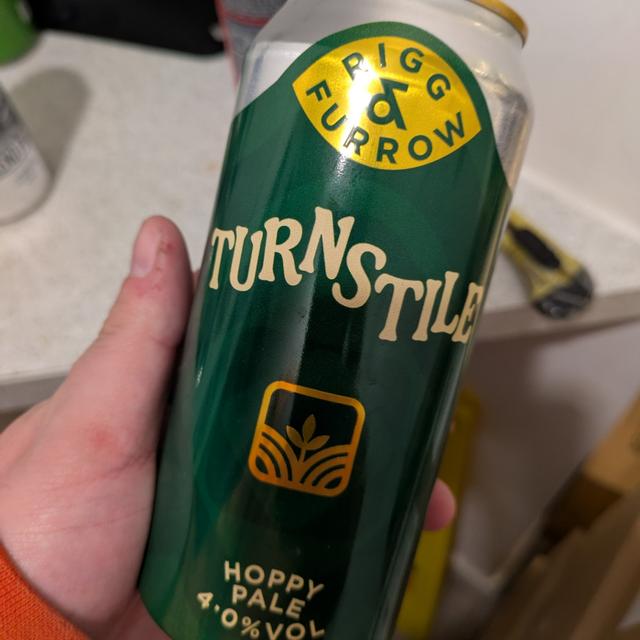 RIGG
&
FURROW
TURNSTILE
HOPPY
PALE
4.0% VOL